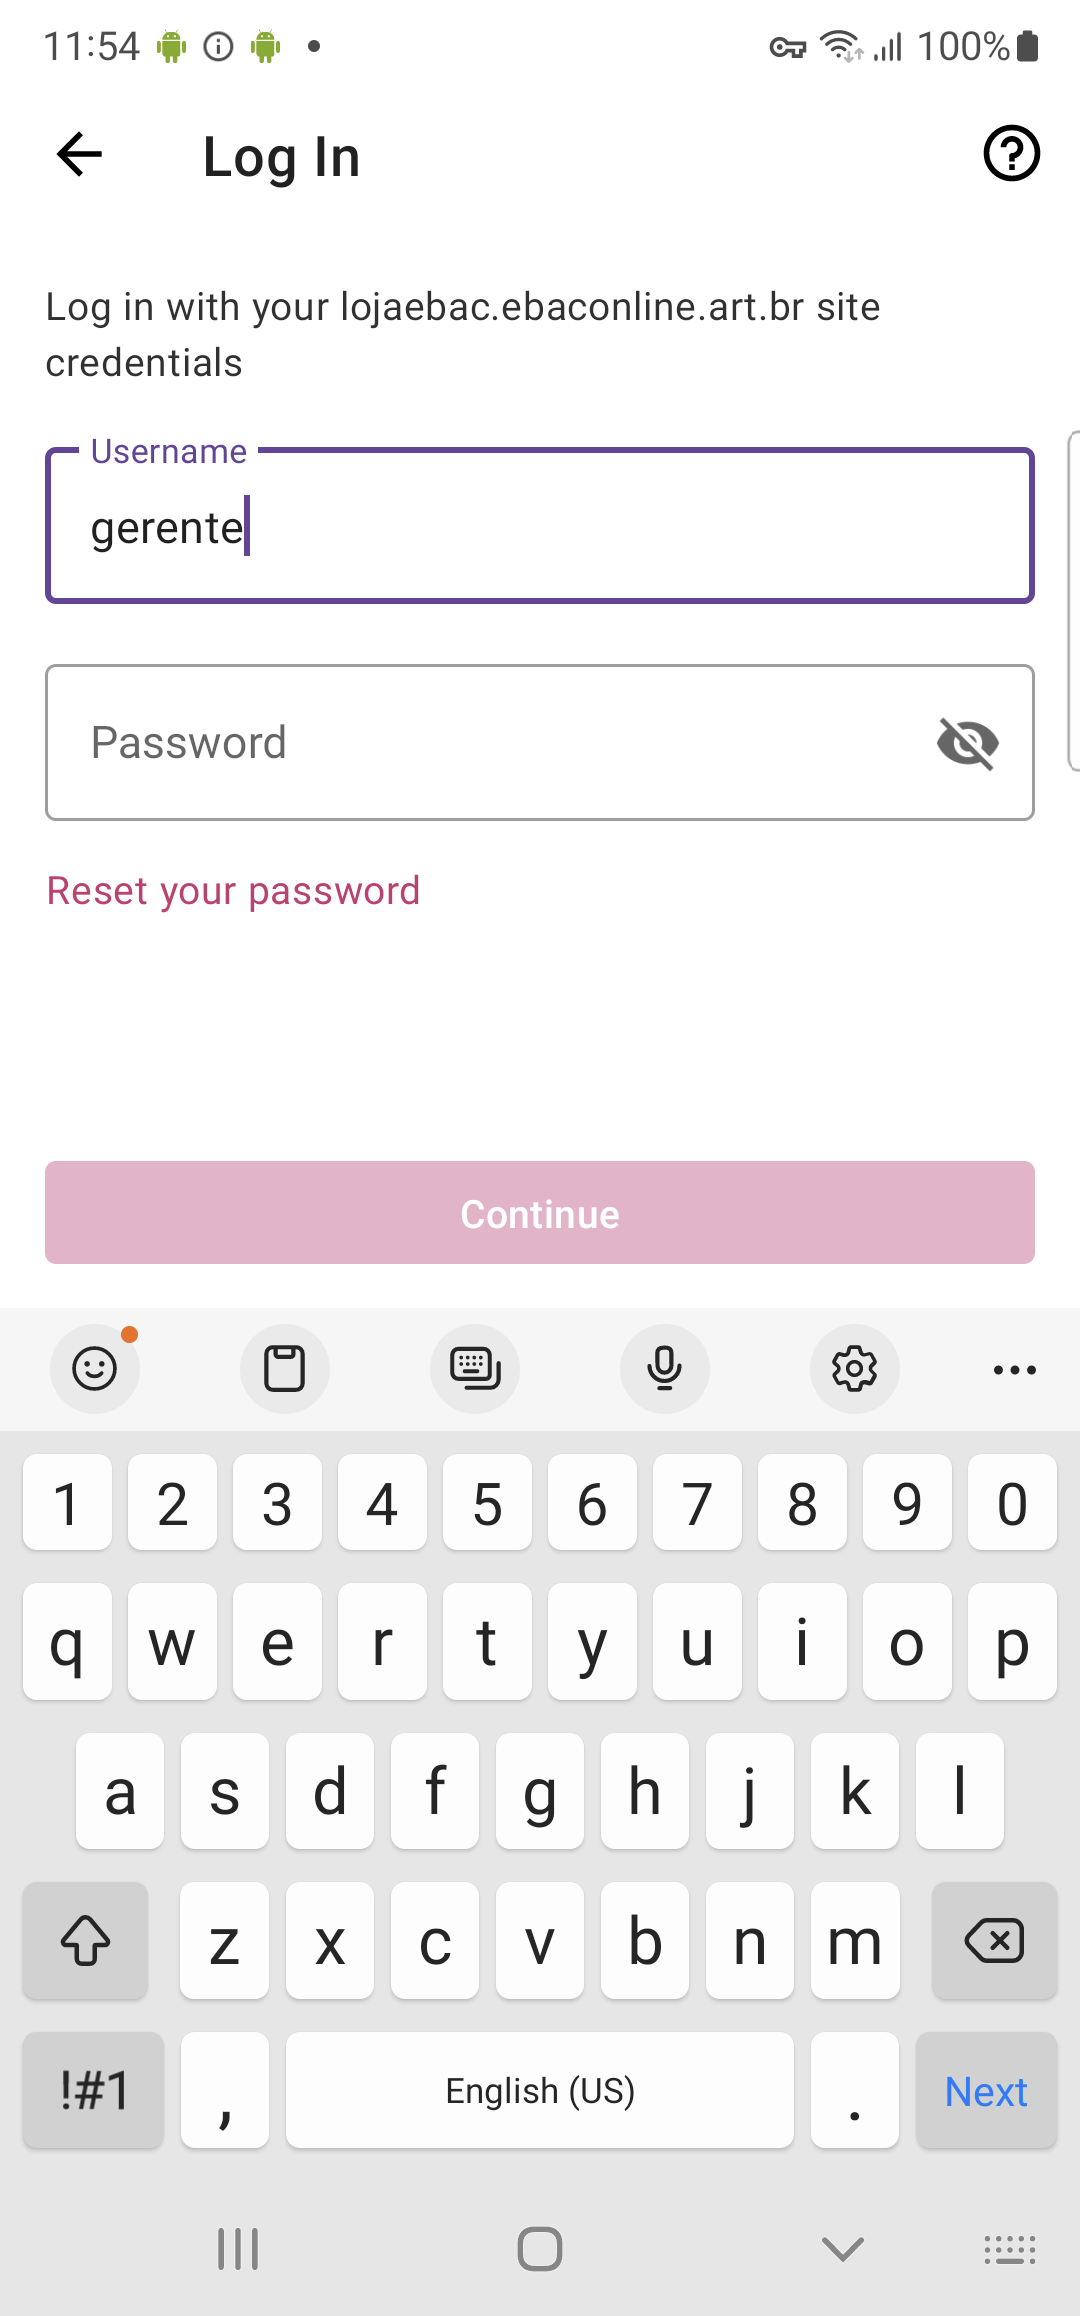 11:54 100%
Log In
Log in with your lojaebac.ebaconline.art.br site
credentials
Username
gerente
Password
Reset your password
Continue
1 2 3 4 5 6 7 8 9 0
q w e r t y u i o p
a s d f g h j k l
z x c v b n m
!#1 , English (US) . Next